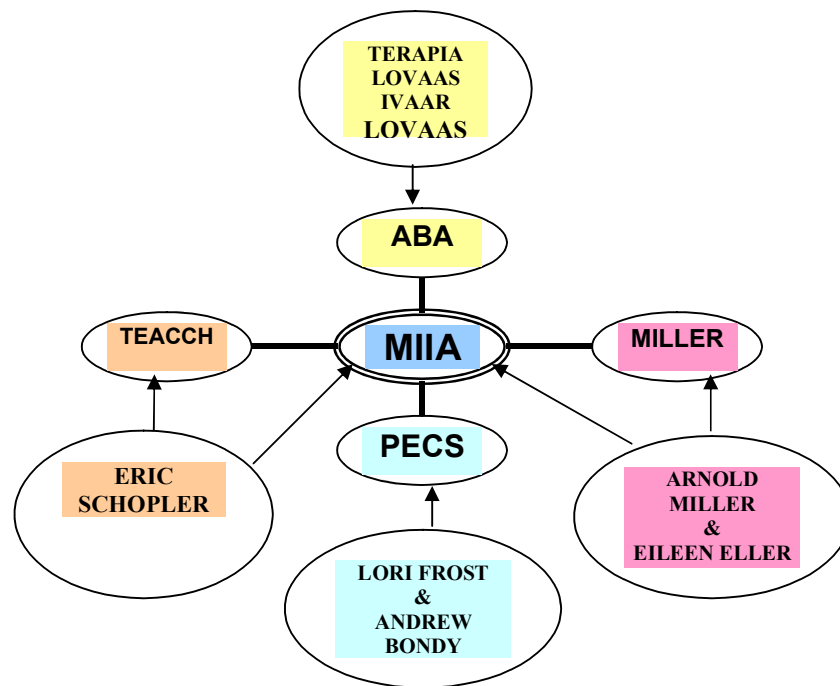 TERAPIA
LOVAAS
IVAAR
LOVAAS
ABA
TEACCH
MIIA
MILLER
PECS
ERIC
SCHOPLER
ARNOLD
MILLER
&
EILEEN ELLER
LORI FROST
&
ANDREW
BONDY